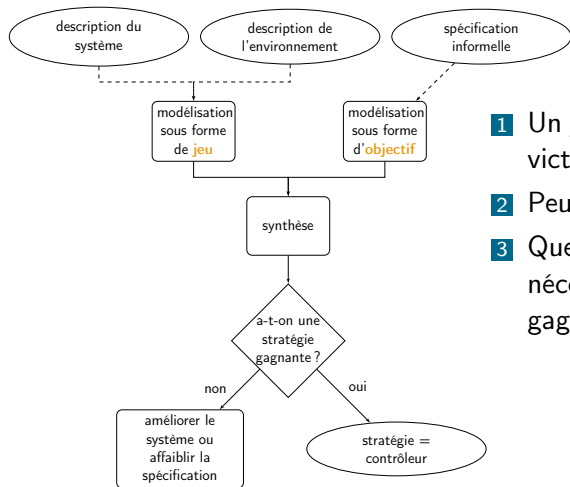 description du
système
description de
l'environnement
spécification
informelle
modélisation
sous forme
de jeu
modélisation
sous forme
d'objectif
synthèse
a-t-on une
stratégie
gagnante ?
non
oui
améliorer le
système ou
affaiblir la
spécification
stratégie =
contrôleur
1 Un
vict
2 Peu
3 Que
néce
gag